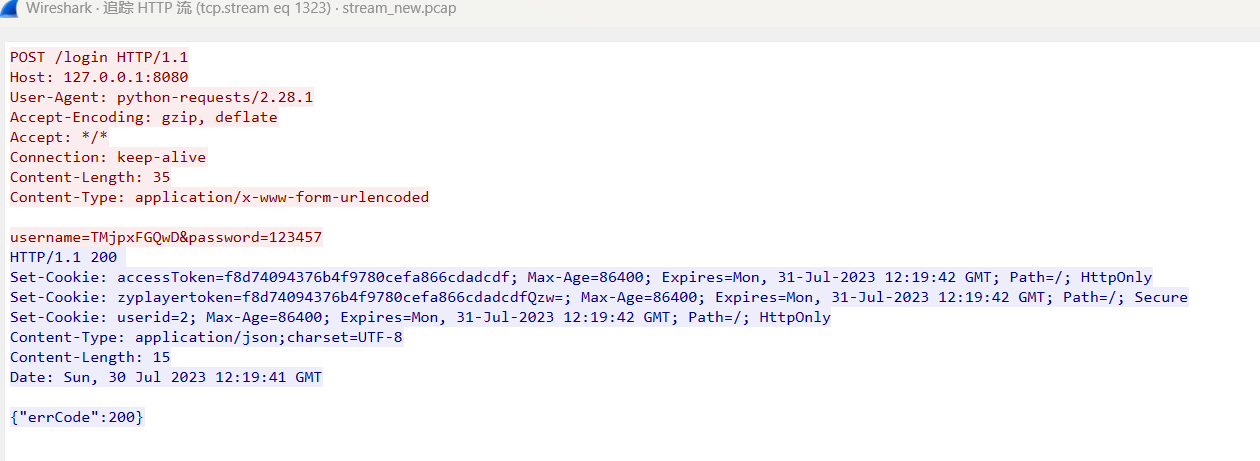 Wireshark · 追踪 HTTP 流 (tcp.stream eq 1323) · stream_new.pcap
POST /login HTTP/1.1
Host: 127.0.0.1:8080
User-Agent: python-requests/2.28.1
Accept-Encoding: gzip, deflate
Accept: */*
Connection: keep-alive
Content-Length: 35
Content-Type: application/x-www-form-urlencoded
username=TMjpxFGQwD&password=123457
HTTP/1.1 200
Set-Cookie: accessToken=f8d74094376b4f9780cefa866cdadcdf; Max-Age=86400; Expires=Mon, 31-Jul-2023 12:19:42 GMT; Path=/; HttpOnly
Set-Cookie: zyplayertoken=f8d74094376b4f9780cefa866cdadcdfQzw=; Max-Age=86400; Expires=Mon, 31-Jul-2023 12:19:42 GMT; Path=/; Secure
Set-Cookie: userid=2; Max-Age=86400; Expires=Mon, 31-Jul-2023 12:19:42 GMT; Path=/; HttpOnly
Content-Type: application/json;charset=UTF-8
Content-Length: 15
Date: Sun, 30 Jul 2023 12:19:41 GMT
{"errCode":200}